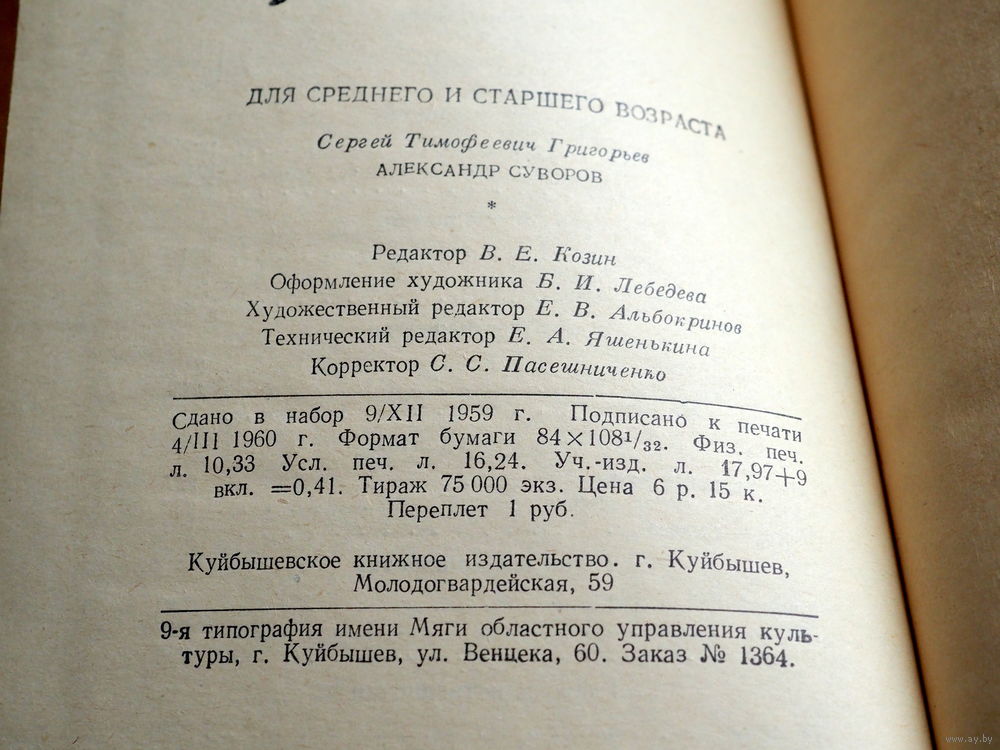 ДЛЯ СРЕДНЕГО И СТАРШЕГО ВОЗРАСТА
Сергей Тимофеевич Григорьев
АЛЕКСАНДР СУВОРОВ
*
Редактор В. Е. Козин
Оформление художника Б. И. Лебедева
Художественный редактор Е. В. Альбокринов
Технический редактор Е. А. Яшенькина
Корректор С. С. Пасешниченко
Сдано в набор 9/XII 1959 г. Подписано к печати
4/III 1960 г. Формат бумаги 84×108¹/₃₂. Физ. печ.
л. 10,33 Усл. печ. л. 16,24. Уч.-изд. л. 17,97+9
вкл. =0,41. Тираж 75 000 экз. Цена 6 р. 15 к.
Переплет 1 руб.
Куйбышевское книжное издательство. г. Куйбышев,
Молодогвардейская, 59
9-я типография имени Мяги областного управления куль-
туры, г. Куйбышев, ул. Венцека, 60. Заказ № 1364.
www.ay.by